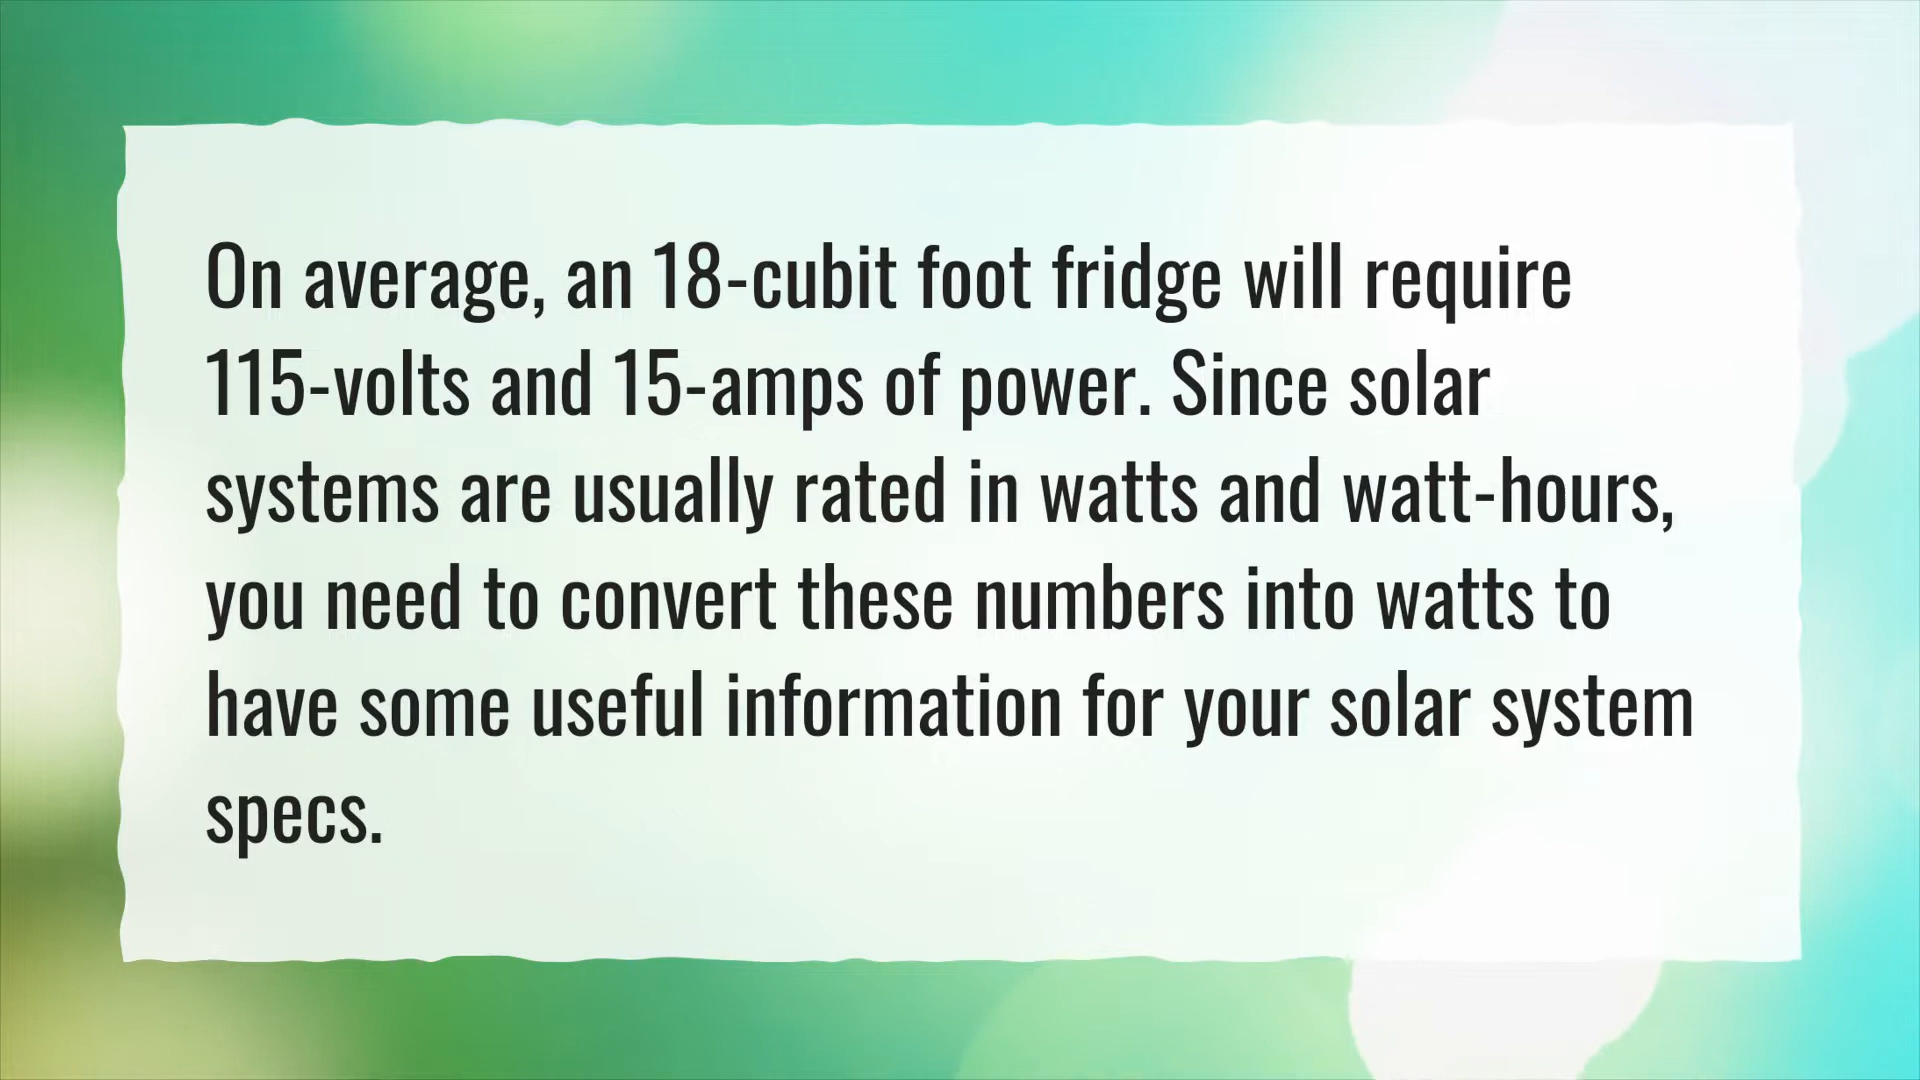 On average, an 18-cubit foot fridge will require
115-volts and 15-amps of power. Since solar
systems are usually rated in watts and watt-hours,
you need to convert these numbers into watts to
have some useful information for your solar system
specs.